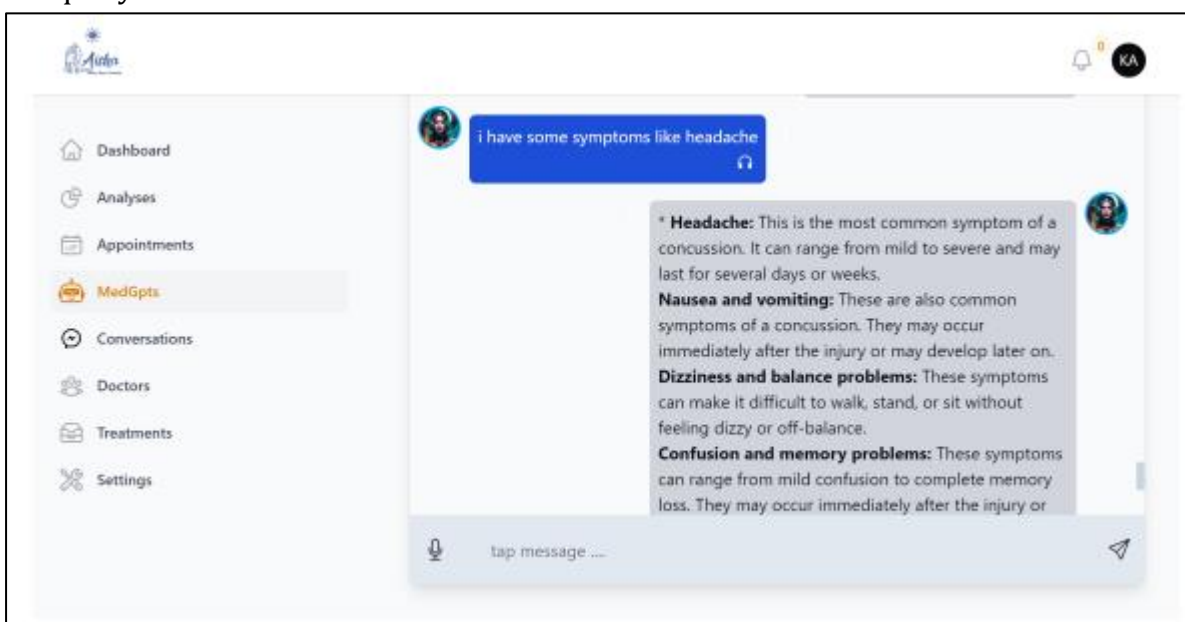 0
KA
Dashboard
Analyses
Appointments
MedGpts
Conversations
Doctors
Treatments
Settings
i have some symptoms like headache
* Headache: This is the most common symptom of a
concussion. It can range from mild to severe and may
last for several days or weeks.
Nausea and vomiting: These are also common
symptoms of a concussion. They may occur
immediately after the injury or may develop later on.
Dizziness and balance problems: These symptoms
can make it difficult to walk, stand, or sit without
feeling dizzy or off-balance.
Confusion and memory problems: These symptoms
can range from mild confusion to complete memory
loss. They may occur immediately after the injury or
tap message ....